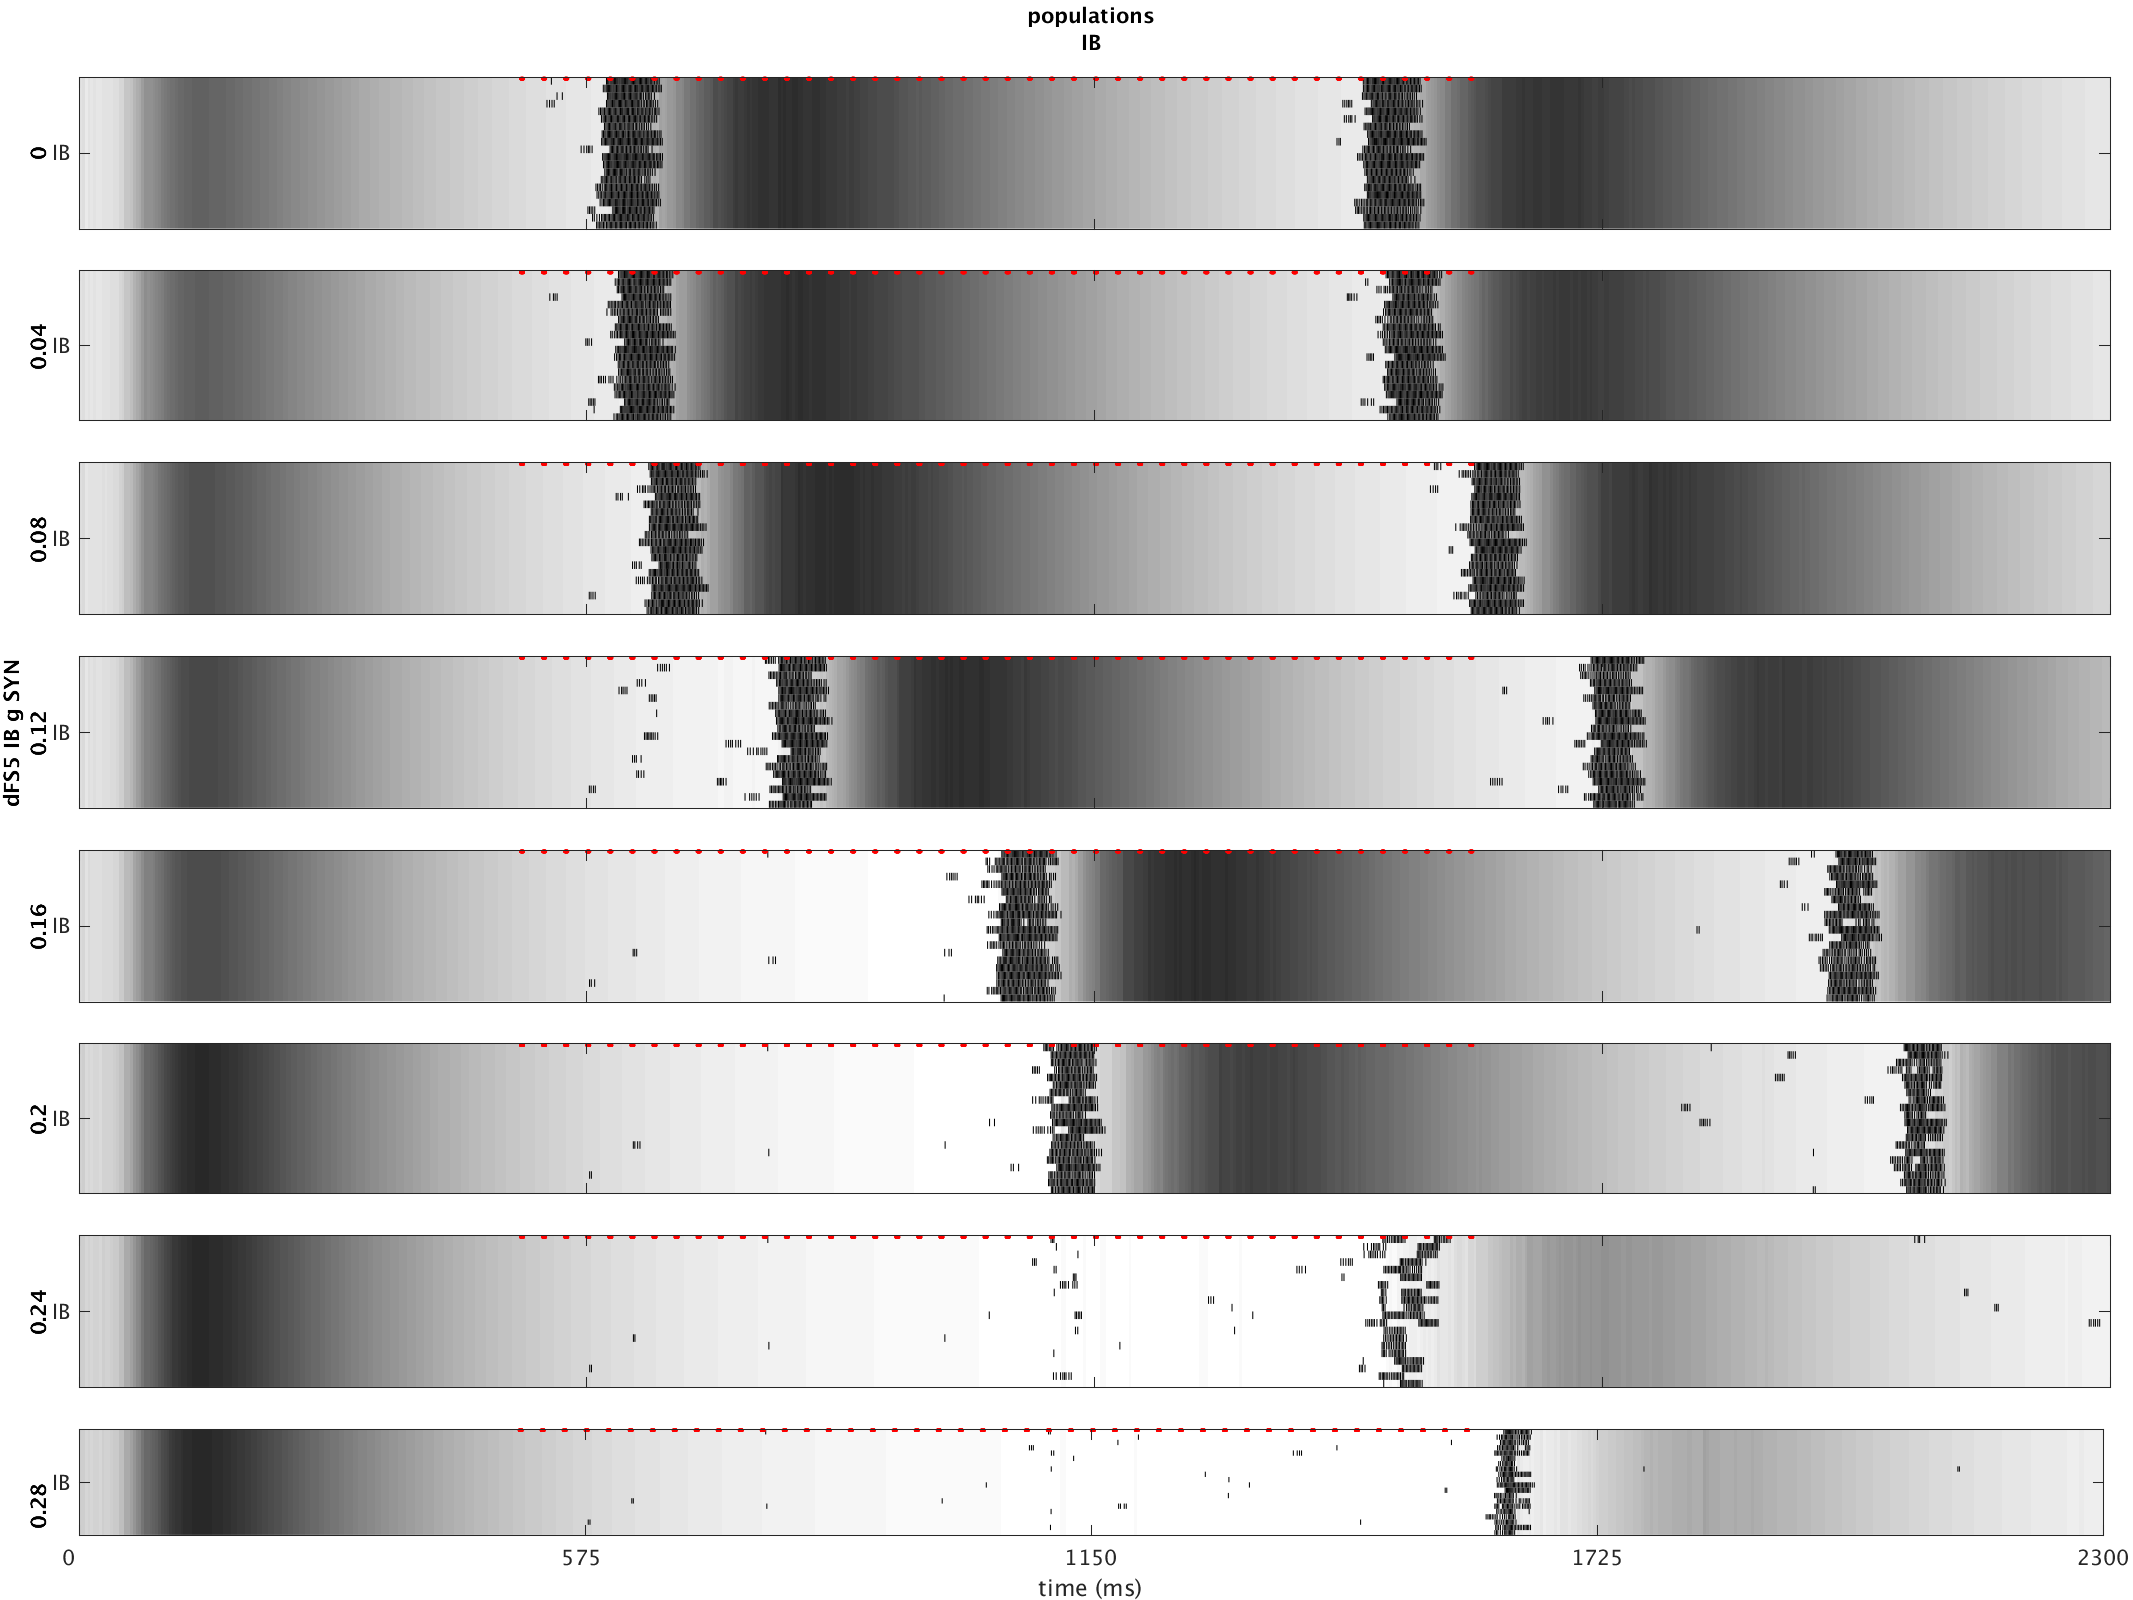 populations
IB
dFS5 IB g SYN
0 IB
0.04 IB
0.08 IB
0.12 IB
0.16 IB
0.2 IB
0.24 IB
0.28 IB
0 575 1150 1725 2300
time (ms)